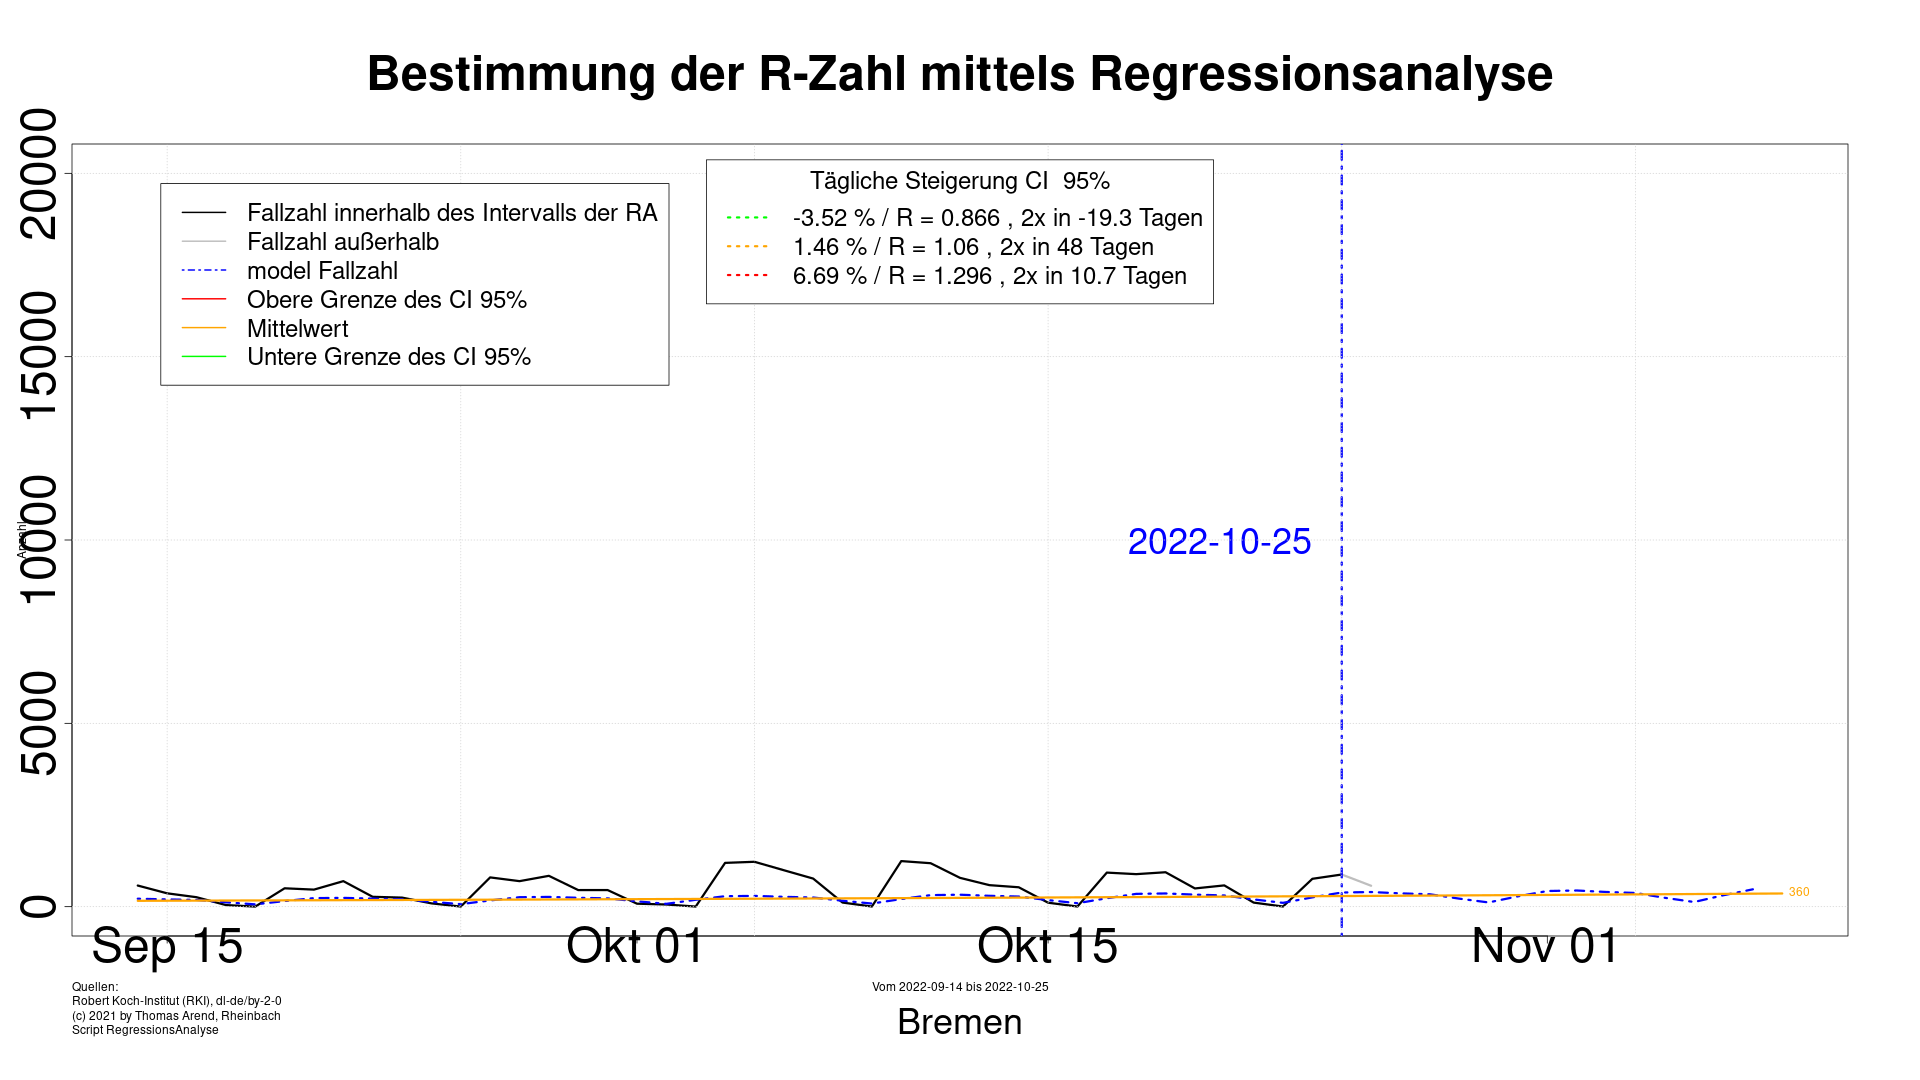 Bestimmung der R-Zahl mittels Regressionsanalyse
Anzahl
20000
15000
10000
5000
0
Fallzahl innerhalb des Intervalls der RA
Fallzahl außerhalb
model Fallzahl
Obere Grenze des CI 95%
Mittelwert
Untere Grenze des CI 95%
Tägliche Steigerung CI  95%
-3.52 % / R = 0.866 , 2x in -19.3 Tagen
1.46 % / R = 1.06 , 2x in 48 Tagen
6.69 % / R = 1.296 , 2x in 10.7 Tagen
2022-10-25
360
Sep 15
Okt 01
Okt 15
Nov 01
Quellen:
Robert Koch-Institut (RKI), dl-de/by-2-0
(c) 2021 by Thomas Arend, Rheinbach
Script RegressionsAnalyse
Vom 2022-09-14 bis 2022-10-25
Bremen